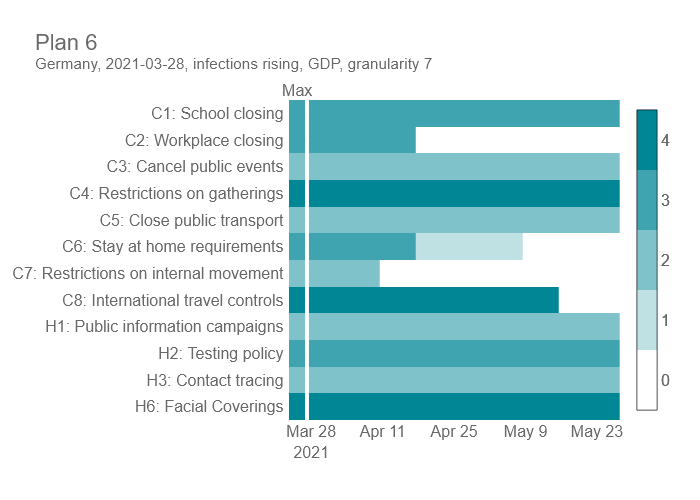 Plan 6
Germany, 2021-03-28, infections rising, GDP, granularity 7
Max
C1: School closing
C2: Workplace closing
C3: Cancel public events
C4: Restrictions on gatherings
C5: Close public transport
C6: Stay at home requirements
C7: Restrictions on internal movement
C8: International travel controls
H1: Public information campaigns
H2: Testing policy
H3: Contact tracing
H6: Facial Coverings
Mar 28 Apr 11 Apr 25 May 9 May 23
2021
4
3
2
1
0